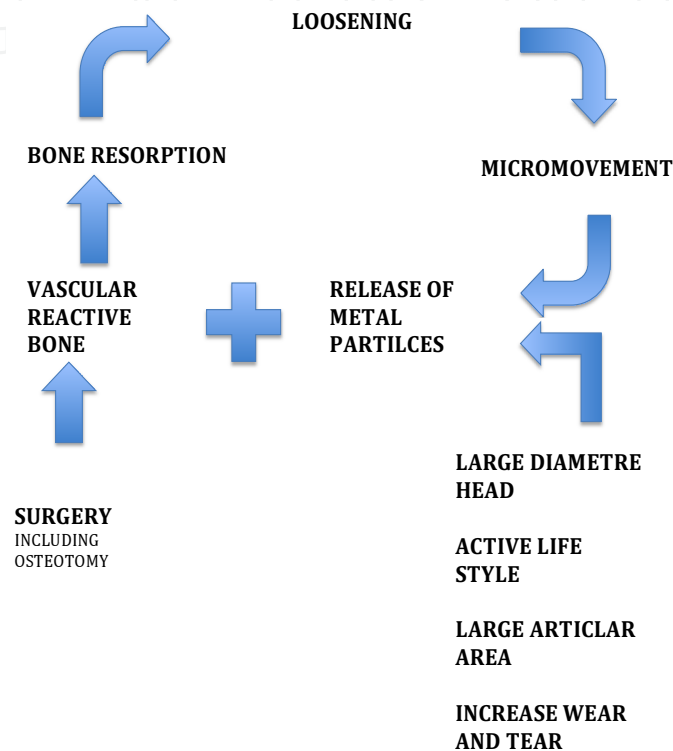 LOOSENING
BONE RESORPTION
MICROMOVEMENT
VASCULAR
REACTIVE
BONE
RELEASE OF
METAL
PARTILCES
LARGE DIAMETRE
HEAD
SURGERY
INCLUDING
OSTEOTOMY
ACTIVE LIFE
STYLE
LARGE ARTICLAR
AREA
INCREASE WEAR
AND TEAR